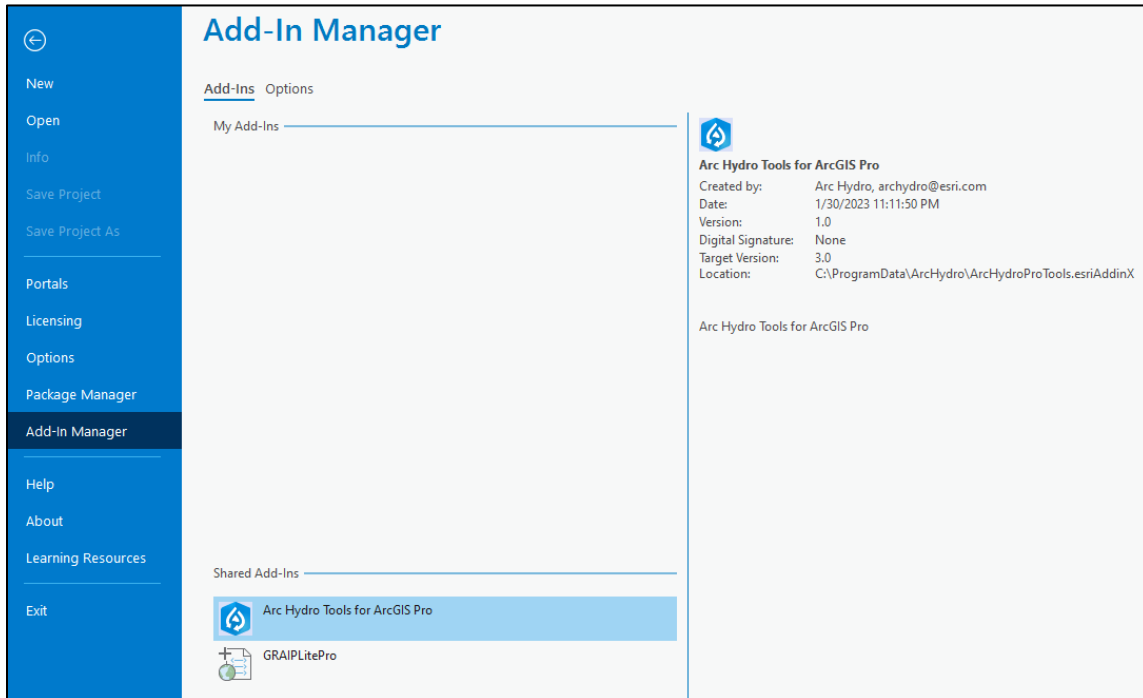 Add-In Manager
New
Open
Info
Save Project
Save Project As
Portals
Licensing
Options
Package Manager
Add-In Manager
Help
About
Learning Resources
Exit
Add-Ins Options
My Add-Ins
Shared Add-Ins
Arc Hydro Tools for ArcGIS Pro
GRAIPLitePro
Arc Hydro Tools for ArcGIS Pro
Created by: Arc Hydro, archydro@esri.com
Date: 1/30/2023 11:11:50 PM
Version: 1.0
Digital Signature: None
Target Version: 3.0
Location: C:\ProgramData\ArcHydro\ArcHydroProTools.esriAddinX
Arc Hydro Tools for ArcGIS Pro